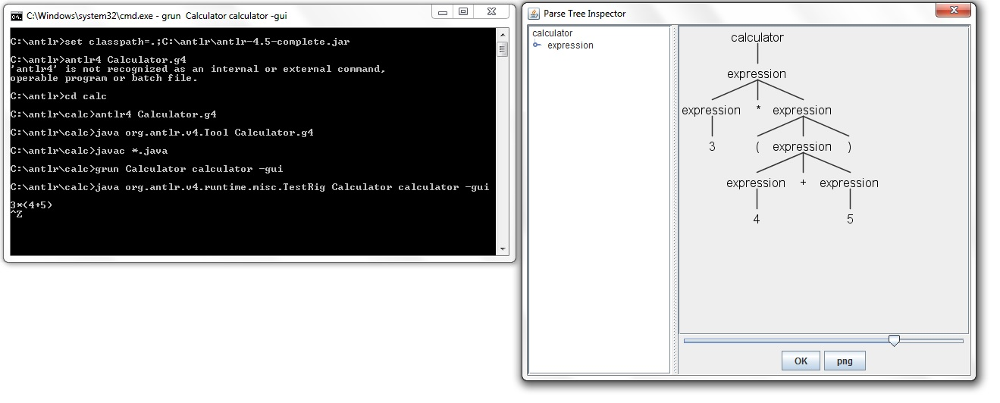 C:\Windows\system32\cmd.exe - grun  Calculator calculator -gui
C:\antlr>set classpath=.;C:\antlr\antlr-4.5-complete.jar
C:\antlr>antlr4 Calculator.g4
'antlr4' is not recognized as an internal or external command,
operable program or batch file.
C:\antlr>cd calc
C:\antlr\calc>antlr4 Calculator.g4
C:\antlr\calc>java org.antlr.v4.Tool Calculator.g4
C:\antlr\calc>javac *.java
C:\antlr\calc>grun Calculator calculator -gui
C:\antlr\calc>java org.antlr.v4.runtime.misc.TestRig Calculator calculator -gui
3*(4+5)
^Z
Parse Tree Inspector
calculator
expression
calculator
expression
expression * expression
3 ( expression )
expression + expression
4 5
OK png